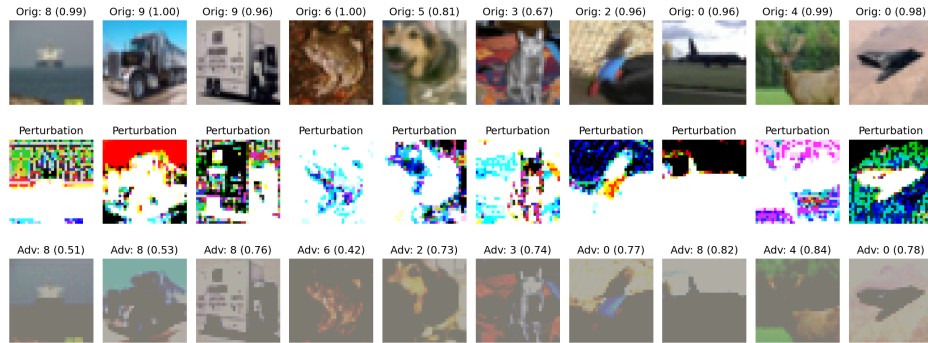 Orig: 8 (0.99) Orig: 9 (1.00) Orig: 9 (0.96) Orig: 6 (1.00) Orig: 5 (0.81) Orig: 3 (0.67) Orig: 2 (0.96) Orig: 0 (0.96) Orig: 4 (0.99) Orig: 0 (0.98)
Perturbation Perturbation Perturbation Perturbation Perturbation Perturbation Perturbation Perturbation Perturbation Perturbation
Adv: 8 (0.51) Adv: 8 (0.53) Adv: 8 (0.76) Adv: 6 (0.42) Adv: 2 (0.73) Adv: 3 (0.74) Adv: 0 (0.77) Adv: 8 (0.82) Adv: 4 (0.84) Adv: 0 (0.78)